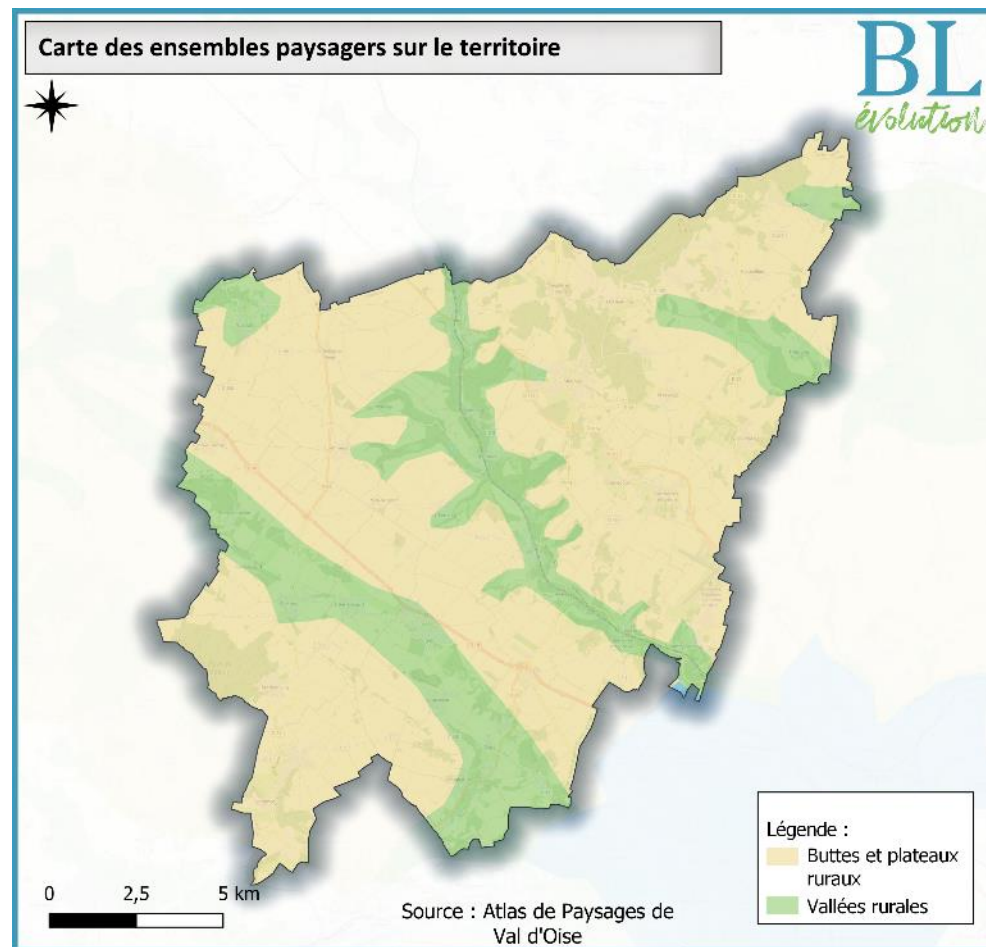 Carte des ensembles paysagers sur le territoire
BL
évolution
Légende :
Buttes et plateaux
ruraux
Vallées rurales
0 2,5 5 km
Source : Atlas de Paysages de
Val d'Oise